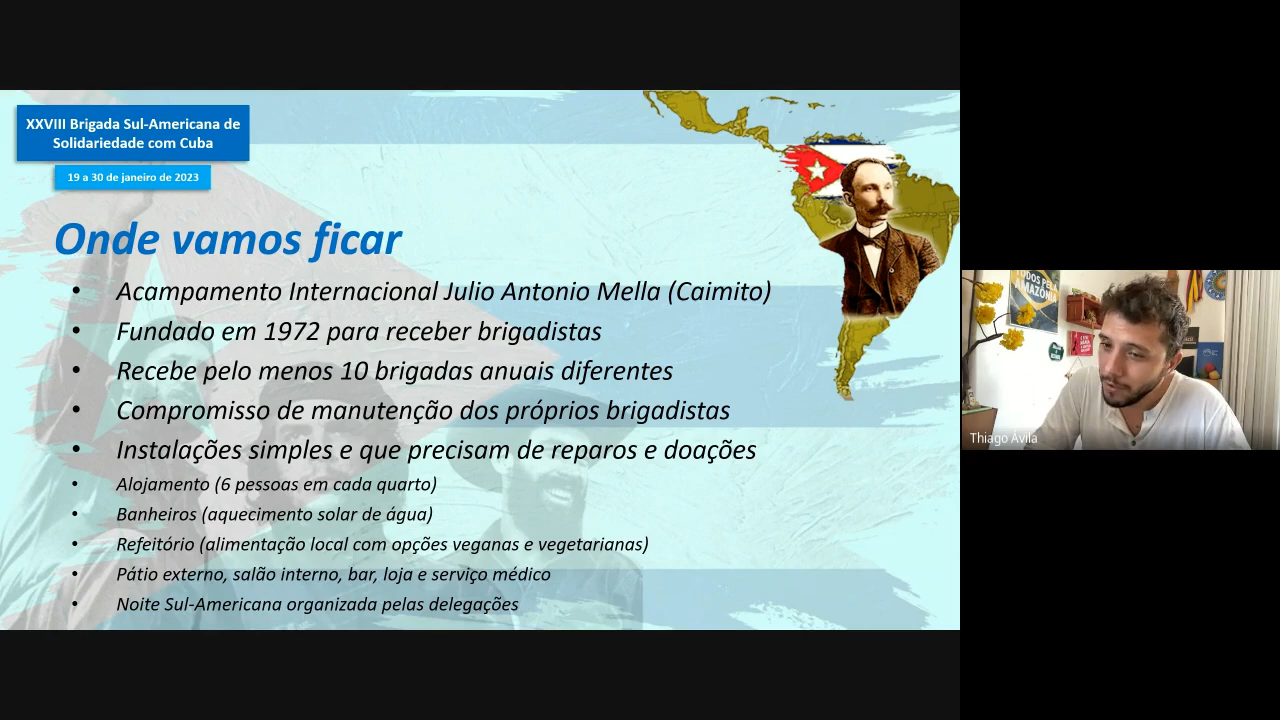 XXVIII Brigada Sul-Americana de
Solidariedade com Cuba
19 a 30 de janeiro de 2023
Onde vamos ficar
• Acampamento Internacional Julio Antonio Mella (Caimito)
• Fundado em 1972 para receber brigadistas
• Recebe pelo menos 10 brigadas anuais diferentes
• Compromisso de manutenção dos próprios brigadistas
• Instalações simples e que precisam de reparos e doações
• Alojamento (6 pessoas em cada quarto)
• Banheiros (aquecimento solar de água)
• Refeitório (alimentação local com opções veganas e vegetarianas)
• Pátio externo, salão interno, bar, loja e serviço médico
• Noite Sul-Americana organizada pelas delegações
AMAZÔNIA
Thiago Ávila